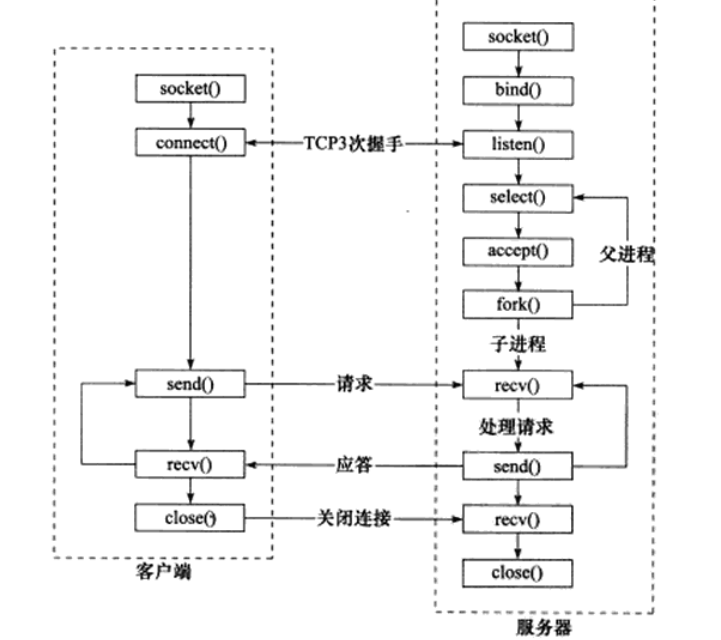 socket()
connect()
send()
recv()
close()
客户端
TCP3次握手
请求
应答
关闭连接
socket()
bind()
listen()
select()
accept()
父进程
fork()
子进程
recv()
处理请求
send()
recv()
close()
服务器